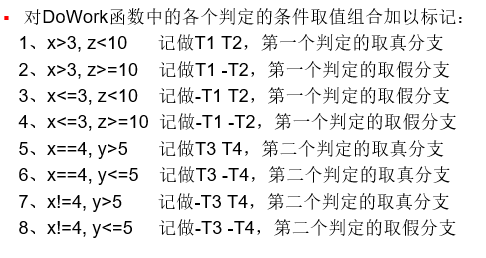 ▪ 对DoWork函数中的各个判定的条件取值组合加以标记：
1、x>3, z<10 记做T1 T2，第一个判定的取真分支
2、x>3, z>=10 记做T1 -T2，第一个判定的取假分支
3、x<=3, z<10 记做-T1 T2，第一个判定的取假分支
4、x<=3, z>=10 记做-T1 -T2，第一个判定的取假分支
5、x==4, y>5 记做T3 T4，第二个判定的取真分支
6、x==4, y<=5 记做T3 -T4，第二个判定的取真分支
7、x!=4, y>5 记做-T3 T4，第二个判定的取真分支
8、x!=4, y<=5 记做-T3 -T4，第二个判定的取假分支